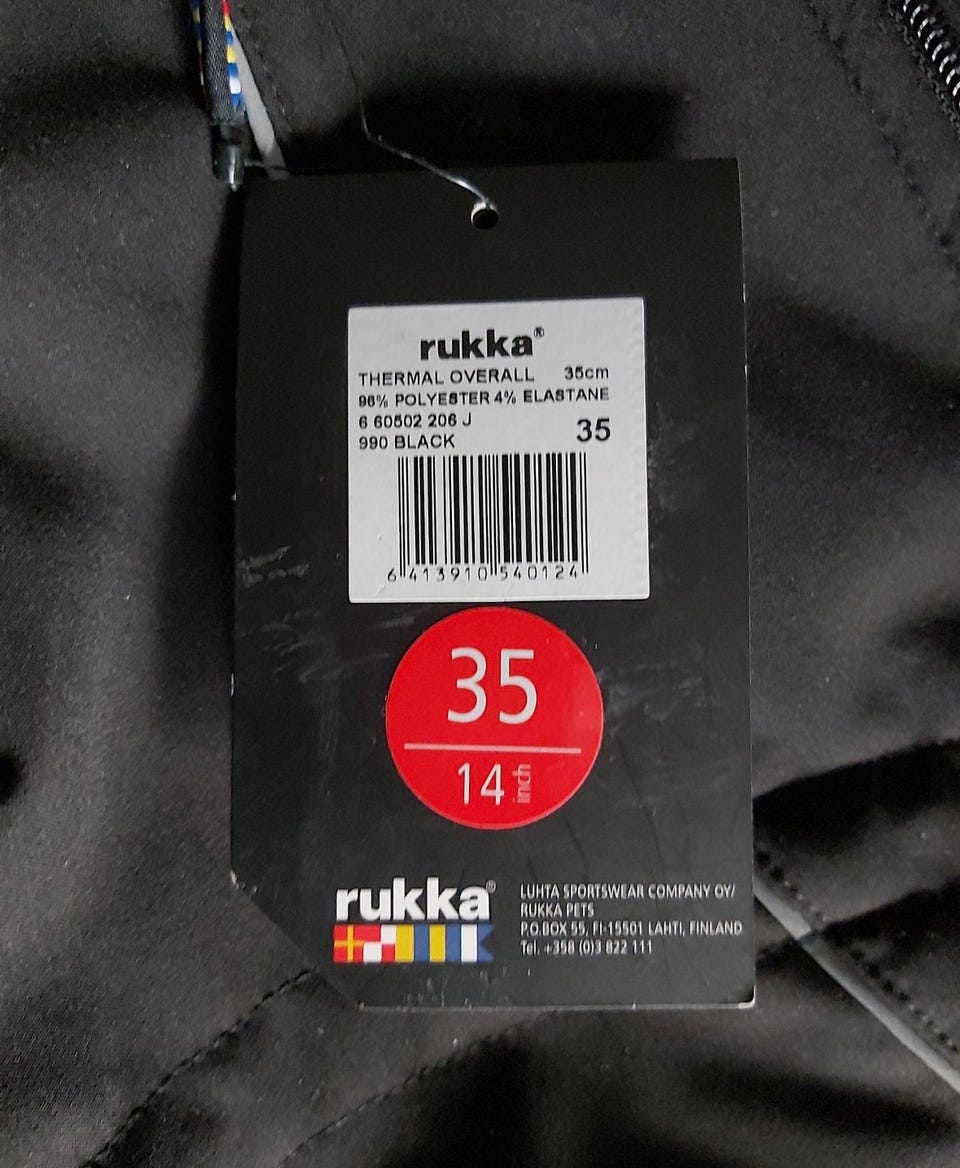 rukka®
THERMAL OVERALL 35cm
96% POLYESTER 4% ELASTANE
6 60502 206 J
990 BLACK 35
6 413910 540124
35
14 inch
rukka®
LUHTA SPORTSWEAR COMPANY OY/
RUKKA PETS
P.O.BOX 55, FI-15501 LAHTI, FINLAND
Tel. +358 (0)3 822 111